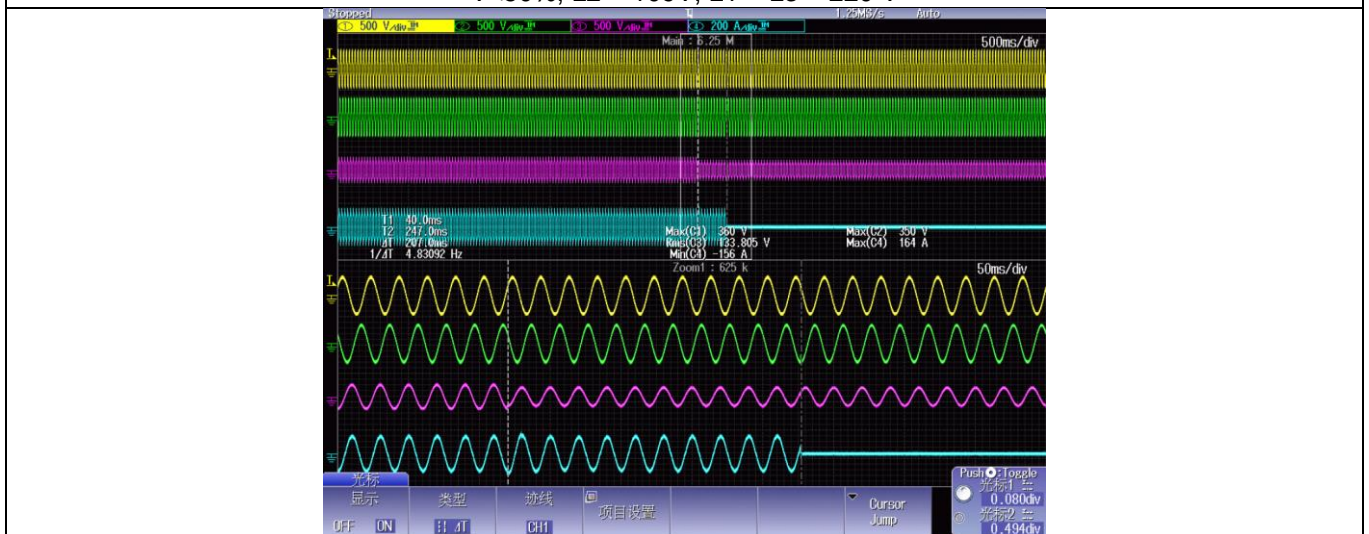 Stopped 1.25MS/s Auto
① 500 V/div ② 500 V/div ③ 500 V/div ④ 200 A/div
Main : 6.25 M 500ms/div
T1 40.0ms Max(C1) 360 V Max(C2) 350 V
T2 247.0ms Rms(C3) 133.805 V Max(C4) 164 A
ΔT 207.0ms Min(C4) -156 A
1/ΔT 4.83092 Hz
Zoom1 : 625 k 50ms/div
光标
Push :Toggle
显示 类型 迹线 项目设置 Cursor Jump 光标1
0.080div
OFF ON ΔT CH1 光标2
0.494div